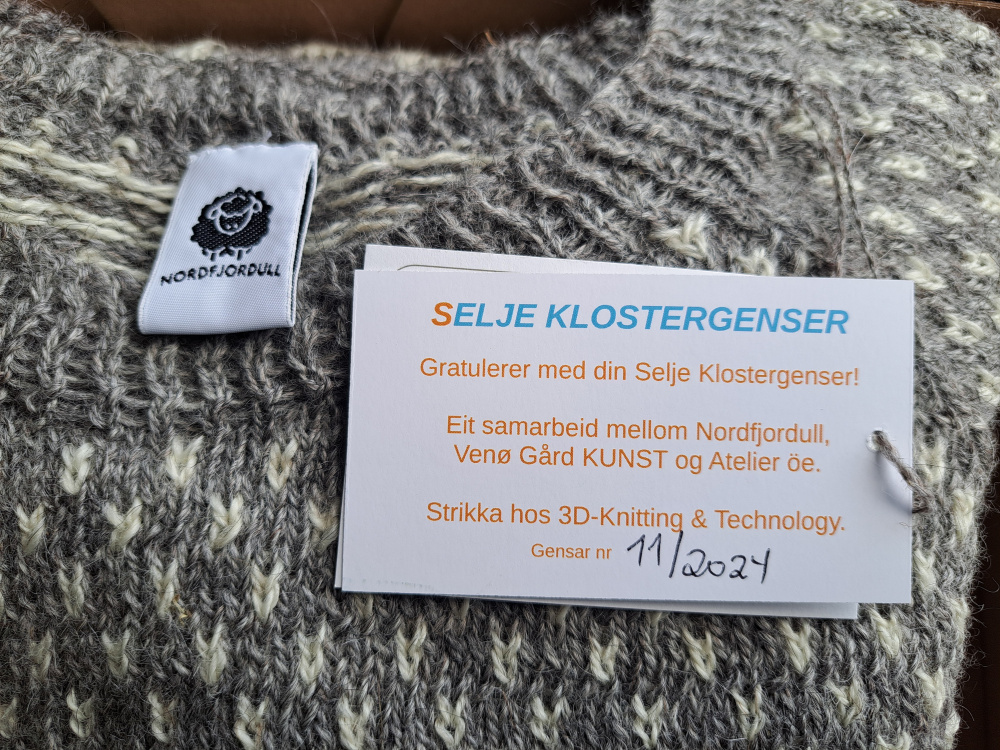 NORDFJORDULL
SELJE KLOSTERGENSER
Gratulerer med din Selje Klostergenser!
Eit samarbeid mellom Nordfjordull,
Venø Gård KUNST og Atelier öe.
Strikka hos 3D-Knitting & Technology.
Gensar nr 11/2024